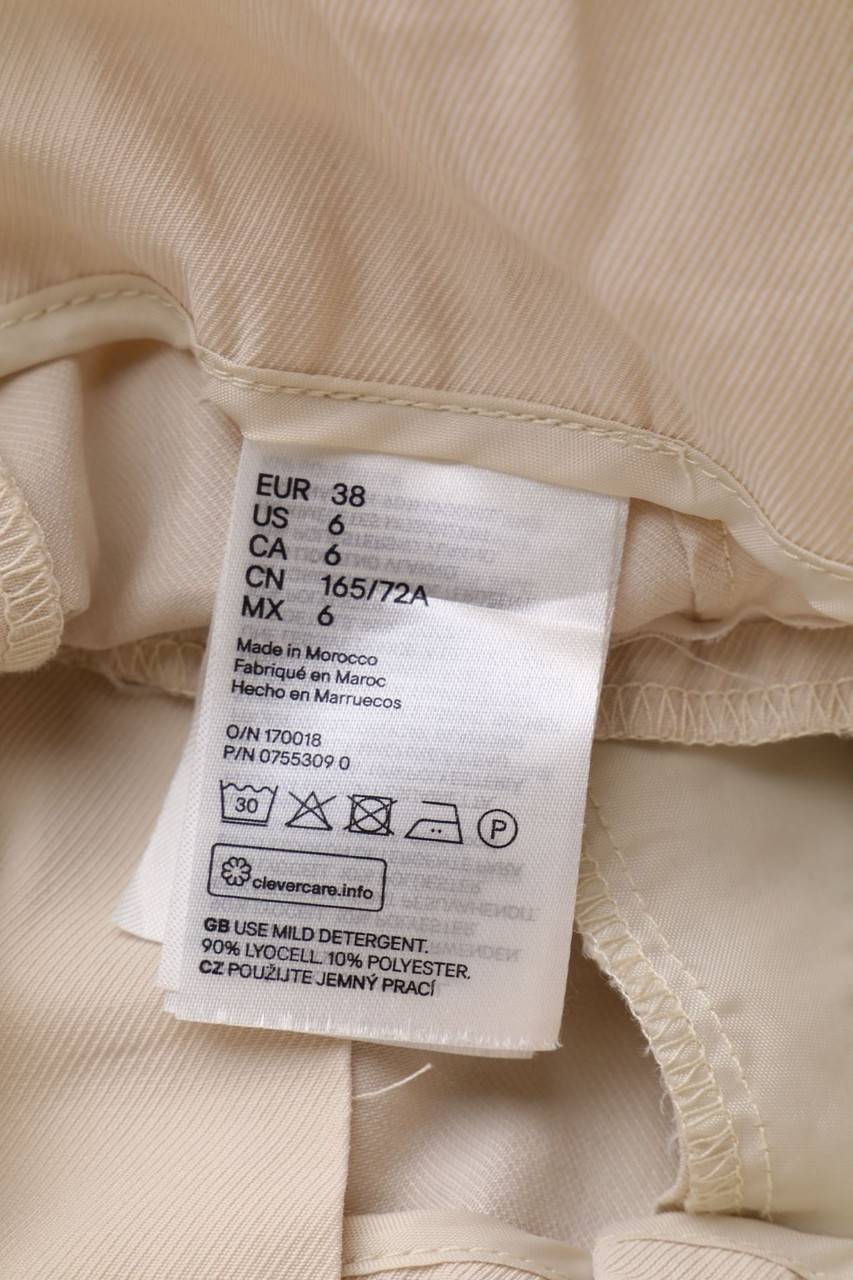 EUR 38
US 6
CA 6
CN 165/72A
MX 6
Made in Morocco
Fabriqué en Maroc
Hecho en Marruecos
O/N 170018
P/N 0755309 0
30
P
clevercare.info
GB USE MILD DETERGENT.
90% LYOCELL. 10% POLYESTER.
CZ POUŽIJTE JEMNÝ PRACÍ